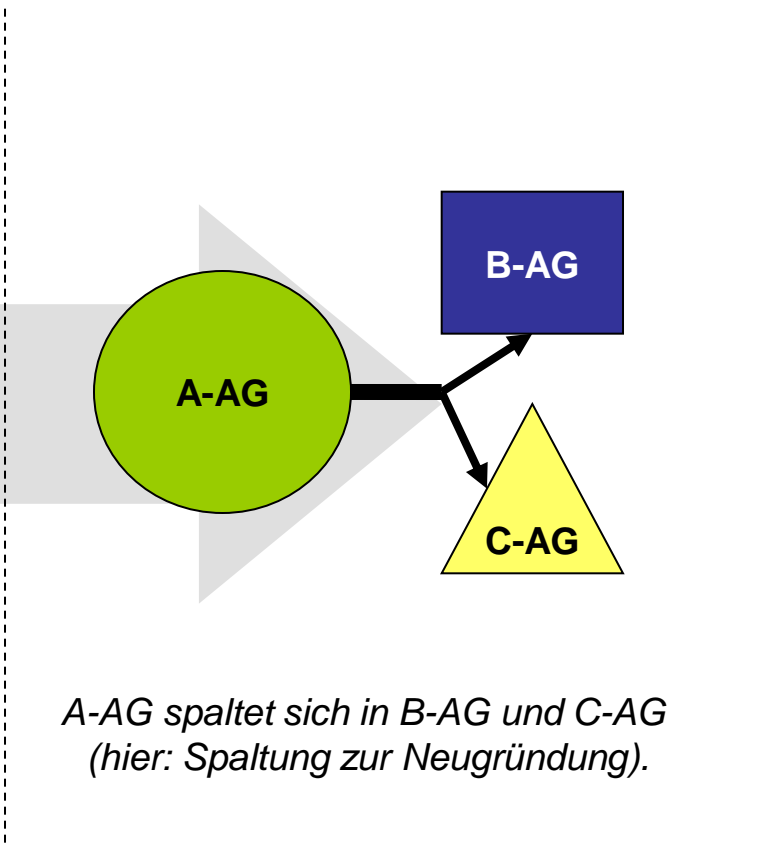 B-AG
A-AG
C-AG
A-AG spaltet sich in B-AG und C-AG
(hier: Spaltung zur Neugründung).